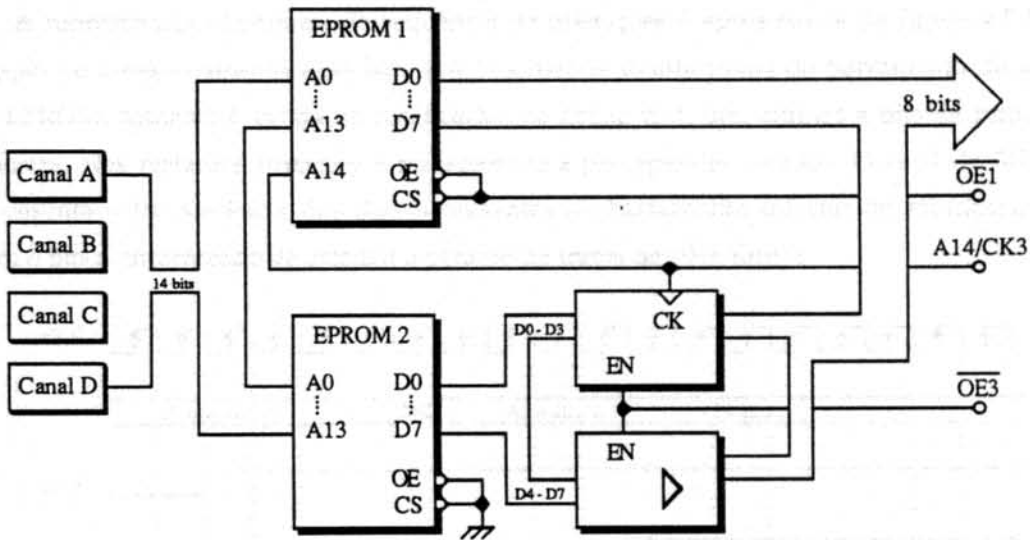 EPROM 1
A0
D0
A13
D7
A14
OE
CS
8 bits
OE1
A14/CK3
OE3
Canal A
Canal B
Canal C
Canal D
14 bits
EPROM 2
A0
D0
A13
D7
OE
CS
D0 - D3
CK
EN
EN
D4 - D7